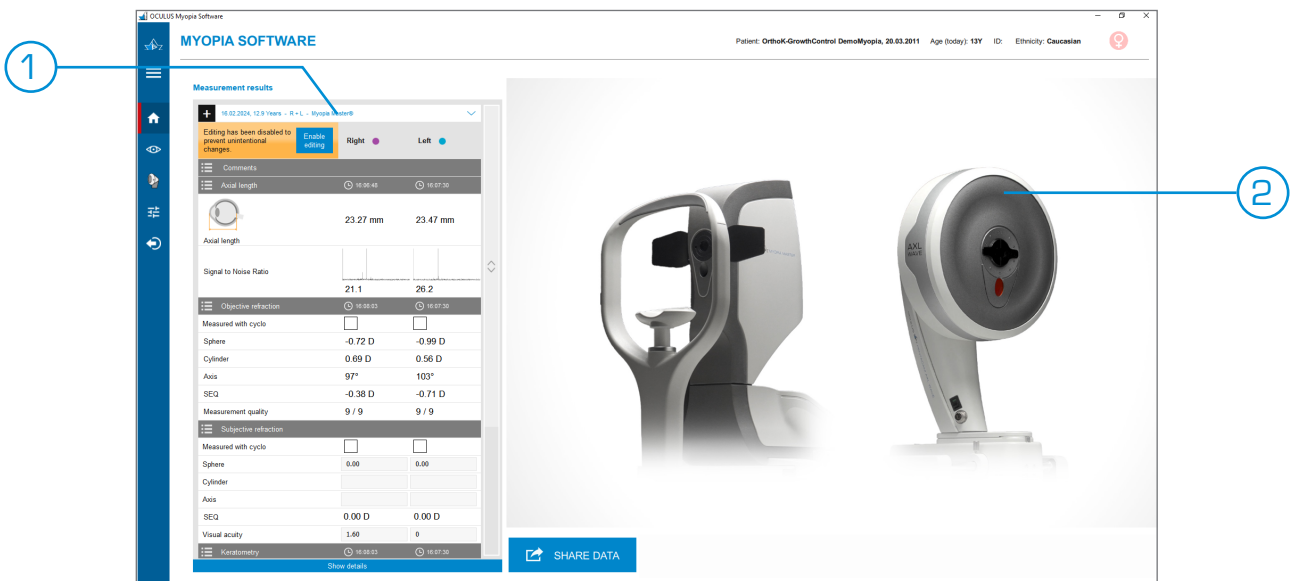 OCULUS Myopia Software
MYOPIA SOFTWARE
Patient: OrthoK-GrowthControl DemoMyopia, 20.03.2011 Age (today): 13Y ID: Ethnicity: Caucasian
1
Measurement results
16.02.2024, 12.9 Years - R + L - Myopia Master®
Editing has been disabled to
prevent unintentional
changes.
Enable
editing
Right
Left
Comments
Axial length 16:06:46 16:07:30
23.27 mm 23.47 mm
Axial length
Signal to Noise Ratio
21.1 26.2
Objective refraction 16:08:03 16:07:30
Measured with cyclo
Sphere -0.72 D -0.99 D
Cylinder 0.69 D 0.56 D
Axis 97° 103°
SEQ -0.38 D -0.71 D
Measurement quality 9 / 9 9 / 9
Subjective refraction
Measured with cyclo
Sphere 0.00 0.00
Cylinder
Axis
SEQ 0.00 D 0.00 D
Visual acuity 1.60 0
Keratometry 16:08:03 16:07:30
Show details
AXL
WAVE
2
SHARE DATA